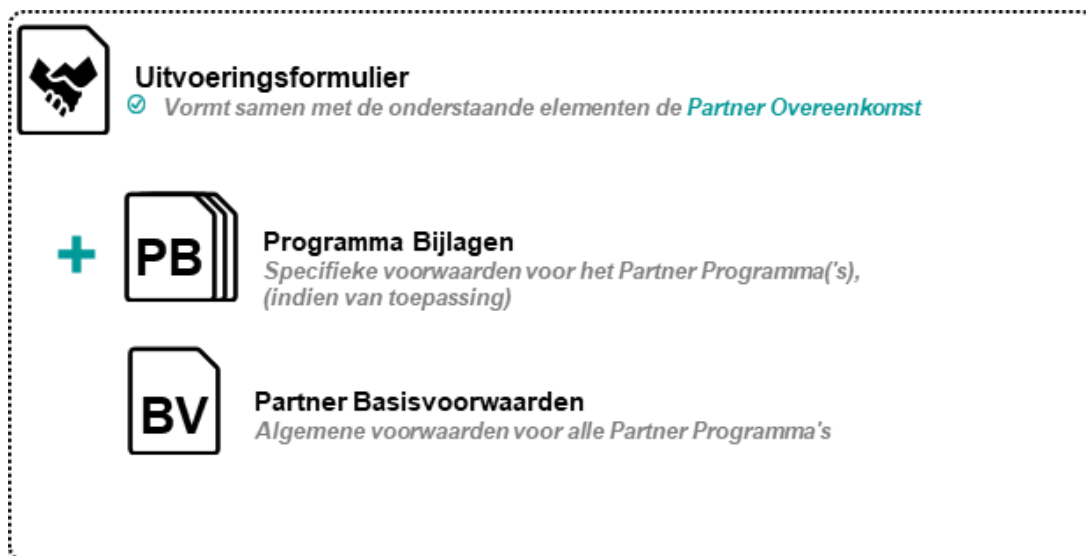 Uitvoeringsformulier
Vormt samen met de onderstaande elementen de Partner Overeenkomst
PB
Programma Bijlagen
Specifieke voorwaarden voor het Partner Programma('s),
(indien van toepassing)
BV
Partner Basisvoorwaarden
Algemene voorwaarden voor alle Partner Programma's